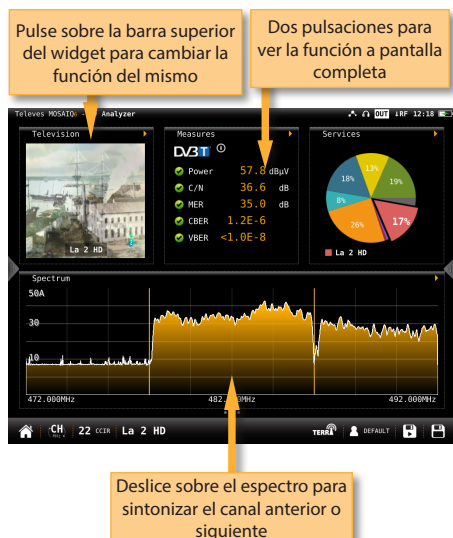 Pulse sobre la barra superior
del widget para cambiar la
función del mismo
Dos pulsaciones para
ver la función a pantalla
completa
Televes MOSAIQ6 - Analyzer
OUT ↓RF 12:18
Television
La 2 HD
Measures
DVB T
Power 57.8 dBµV
C/N 36.6 dB
MER 35.0 dB
CBER 1.2E-6
VBER <1.0E-8
Services
13%
19%
18%
8%
26%
17%
La 2 HD
Spectrum
50A
30
10
472.000MHz 482. 00MHz 492.000MHz
CH 22 CCIR La 2 HD
TERR DEFAULT
Deslice sobre el espectro para
sintonizar el canal anterior o
siguiente